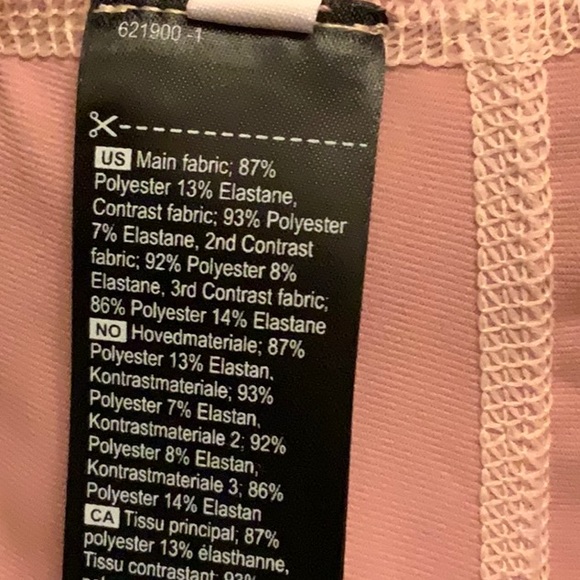 621900 -1
US Main fabric; 87%
Polyester 13% Elastane,
Contrast fabric; 93% Polyester
7% Elastane, 2nd Contrast
fabric; 92% Polyester 8%
Elastane, 3rd Contrast fabric;
86% Polyester 14% Elastane
NO Hovedmateriale; 87%
Polyester 13% Elastan,
Kontrastmateriale; 93%
Polyester 7% Elastan,
Kontrastmateriale 2; 92%
Polyester 8% Elastan,
Kontrastmateriale 3; 86%
Polyester 14% Elastan
CA Tissu principal; 87%
polyester 13% élasthanne,
Tissu contrastant; 93%